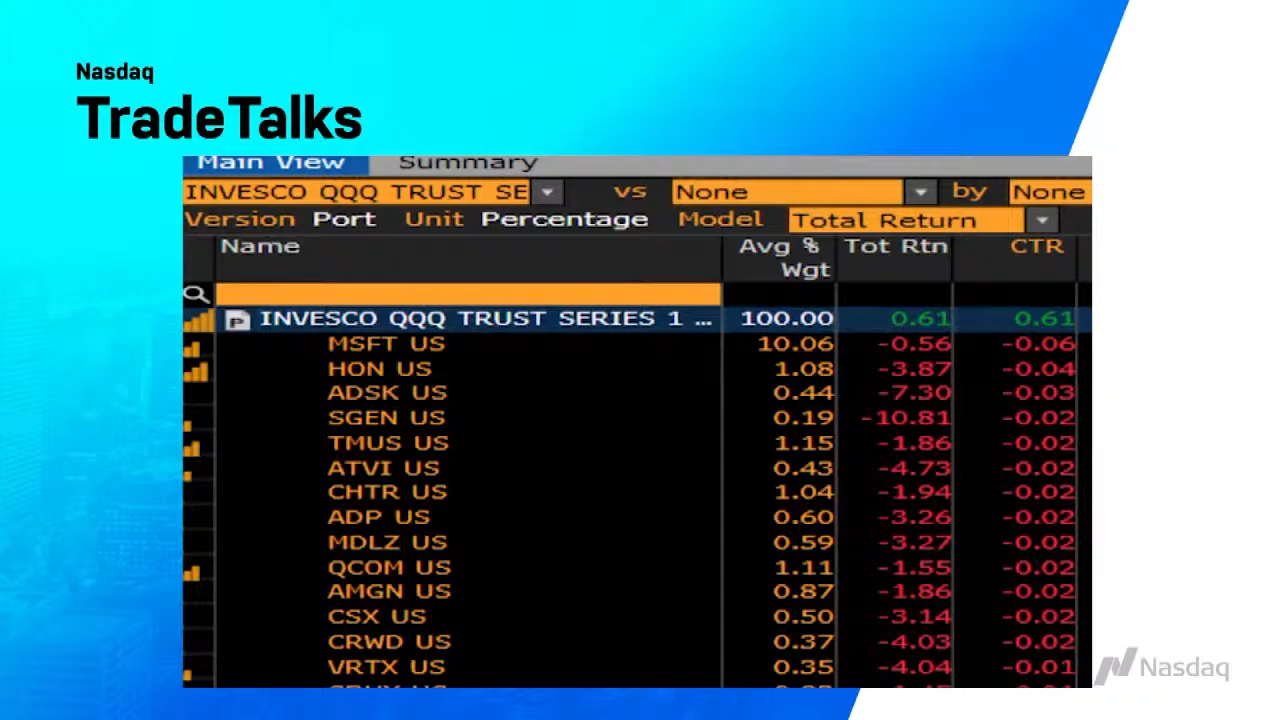 Nasdaq
TradeTalks
Main View Summary
INVESCO QQQ TRUST SE vs None by None
Version Port Unit Percentage Model Total Return
Name Avg % Wgt Tot Rtn CTR
P INVESCO QQQ TRUST SERIES 1 ... 100.00 0.61 0.61
MSFT US 10.06 -0.56 -0.06
HON US 1.08 -3.87 -0.04
ADSK US 0.44 -7.30 -0.03
SGEN US 0.19 -10.81 -0.02
TMUS US 1.15 -1.86 -0.02
ATVI US 0.43 -4.73 -0.02
CHTR US 1.04 -1.94 -0.02
ADP US 0.60 -3.26 -0.02
MDLZ US 0.59 -3.27 -0.02
QCOM US 1.11 -1.55 -0.02
AMGN US 0.87 -1.86 -0.02
CSX US 0.50 -3.14 -0.02
CRWD US 0.37 -4.03 -0.02
VRTX US 0.35 -4.04 -0.01
Nasdaq